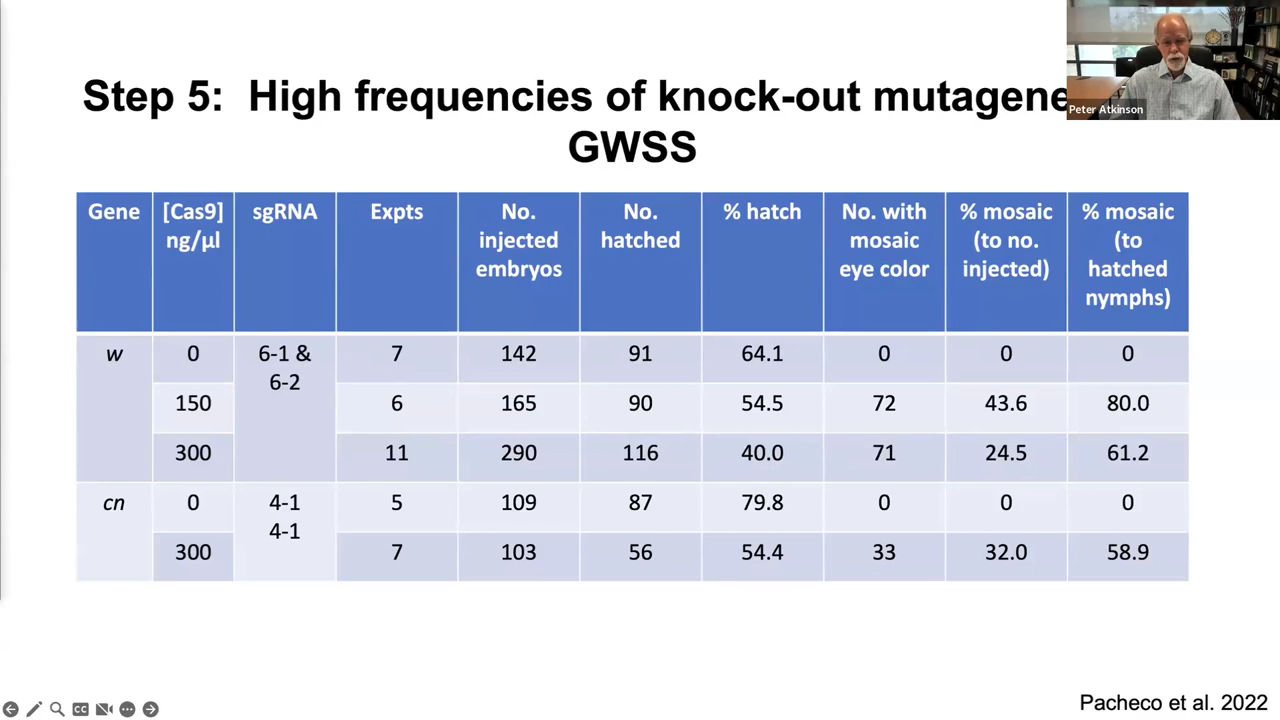 Step 5: High frequencies of knock-out mutagene
GWSS
Peter Atkinson
Gene [Cas9] ng/µl sgRNA Expts No. injected embryos No. hatched % hatch No. with mosaic eye color % mosaic (to no. injected) % mosaic (to hatched nymphs)
w 0 6-1 & 6-2 7 142 91 64.1 0 0 0
150 6 165 90 54.5 72 43.6 80.0
300 11 290 116 40.0 71 24.5 61.2
cn 0 4-1 4-1 5 109 87 79.8 0 0 0
300 7 103 56 54.4 33 32.0 58.9
CC
Pacheco et al. 2022